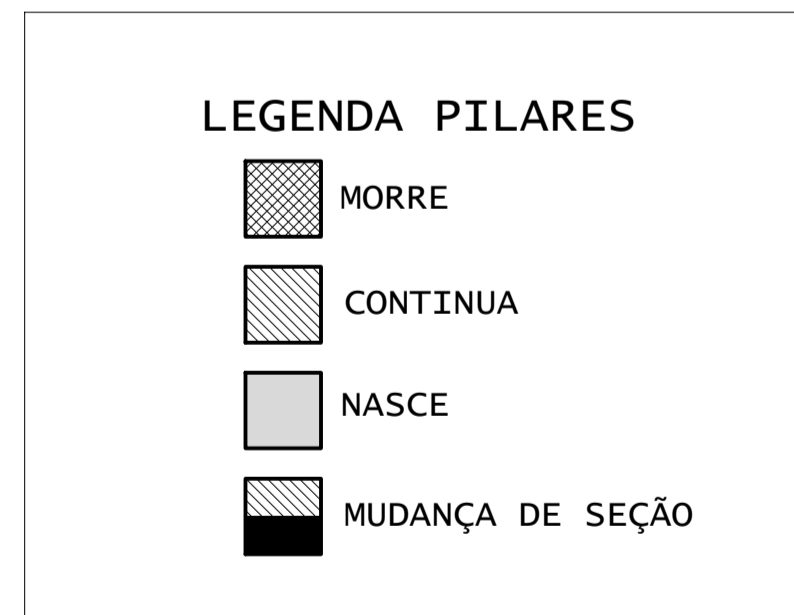 LEGENDA PILARES
MORRE
CONTINUA
NASCE
MUDANÇA DE SEÇÃO